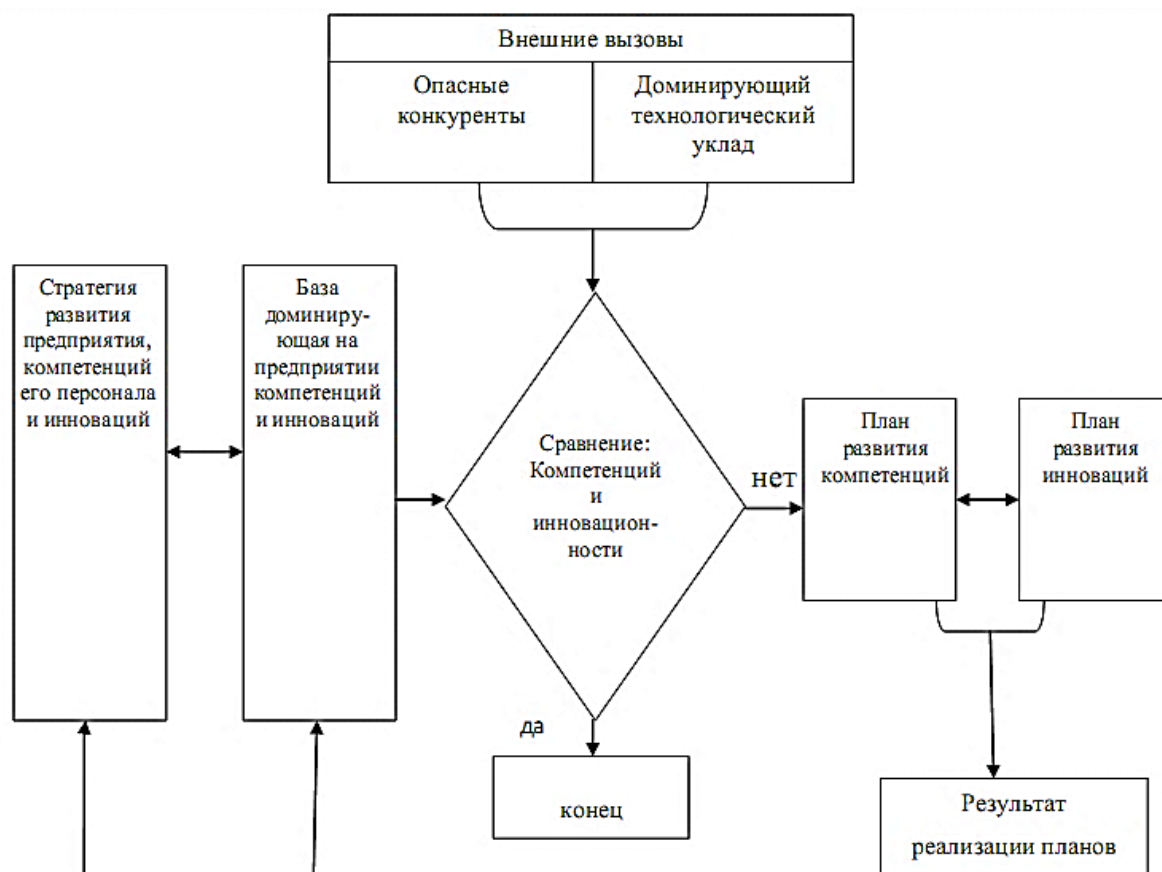 Внешние вызовы
Опасные
конкуренты
Доминирующий
технологический
уклад
Стратегия
развития
предприятия,
компетенций
его персонала
и инноваций
База
доминиру-
ющая на
предприятии
компетенций
и инноваций
Сравнение:
Компетенций
и
инновацион-
ности
нет
План
развития
компетенций
План
развития
инноваций
да
конец
Результат
реализации планов